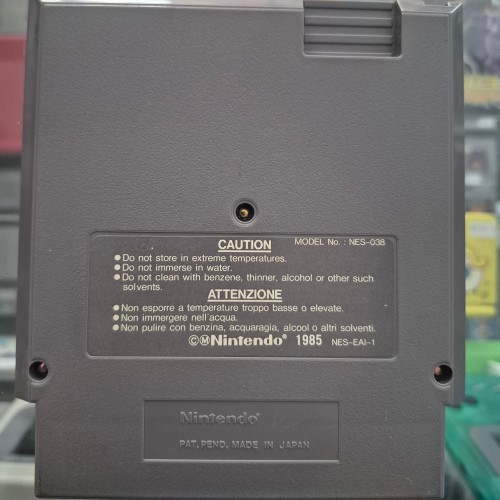 CAUTION MODEL No. : NES-038
● Do not store in extreme temperatures.
● Do not immerse in water.
● Do not clean with benzene, thinner, alcohol or other such
solvents.
ATTENZIONE
● Non esporre a temperature troppo basse o elevate.
● Non immergere nell'acqua.
● Non pulire con benzina, acquaragia, alcool o altri solventi.
©ⓂNintendo® 1985 NES-EAI-1
Nintendo®
PAT. PEND. MADE IN JAPAN